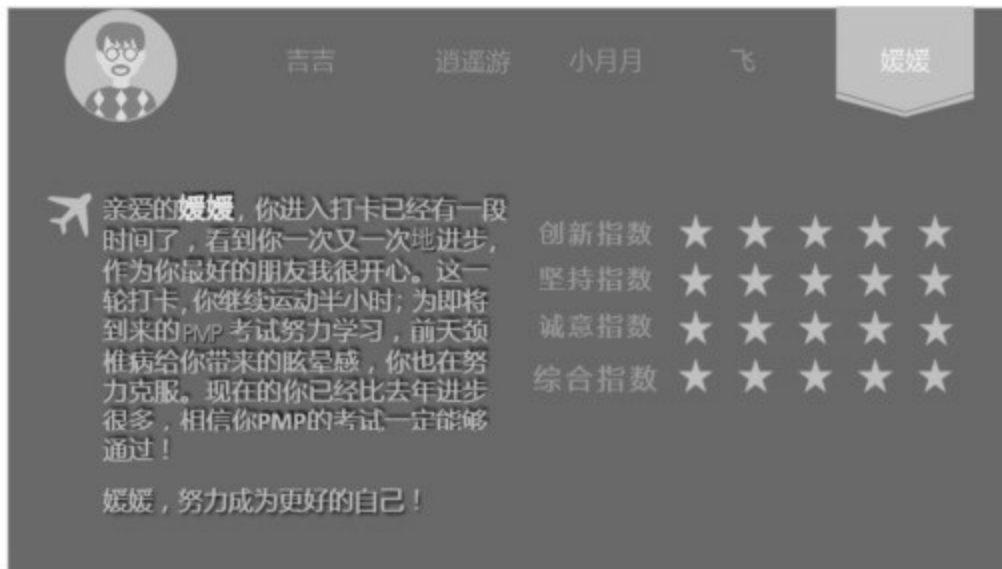 吉吉 逍遥游 小月月 飞 媛媛
亲爱的媛媛，你进入打卡已经有一段
时间了，看到你一次又一次地进步,
作为你最好的朋友我很开心。这一
轮打卡,你继续运动半小时;为即将
到来的PMP 考试努力学习，前天颈
椎病给你带来的眩晕感，你也在努
力克服。现在的你已经比去年进步
很多，相信你PMP的考试一定能够
通过！
媛媛，努力成为更好的自己！
创新指数
坚持指数
诚意指数
综合指数